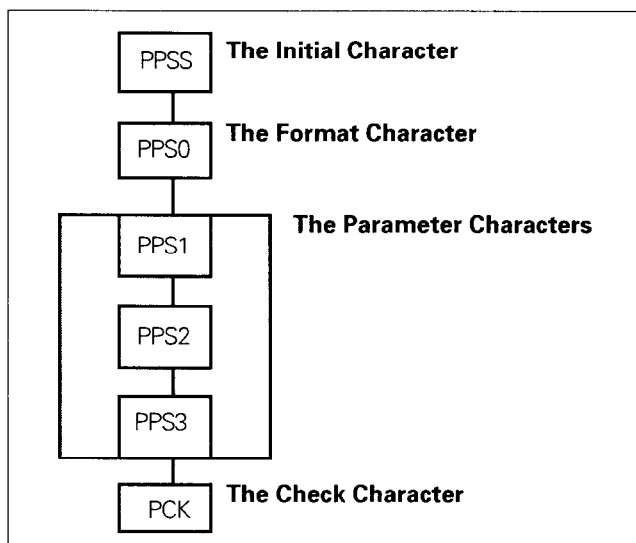 PPSS The Initial Character
PPS0 The Format Character
The Parameter Characters
PPS1
PPS2
PPS3
PCK The Check Character